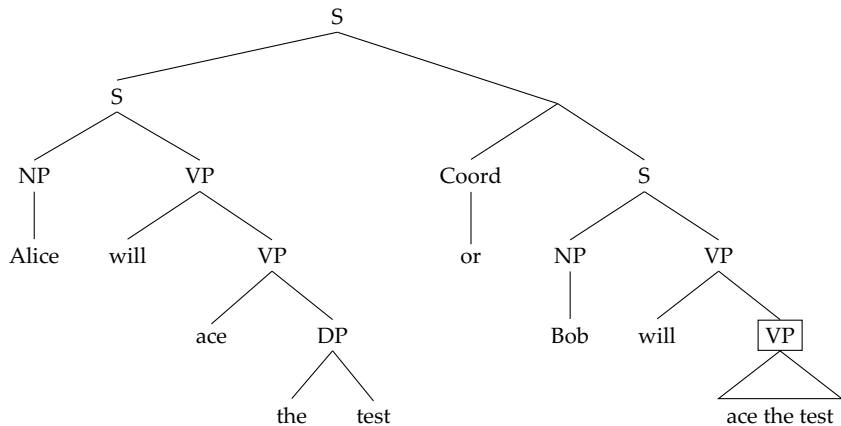 S
S
NP VP Coord S
Alice will VP or NP VP
ace DP Bob will VP
the test ace the test